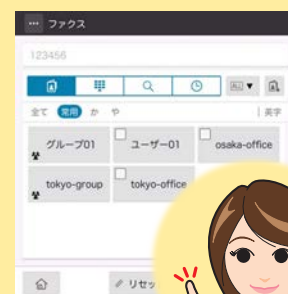 … ファクス
123456
全て 常用 か や | 英字
グループ01 ユーザー01 osaka-office
tokyo-group tokyo-office
リセッ